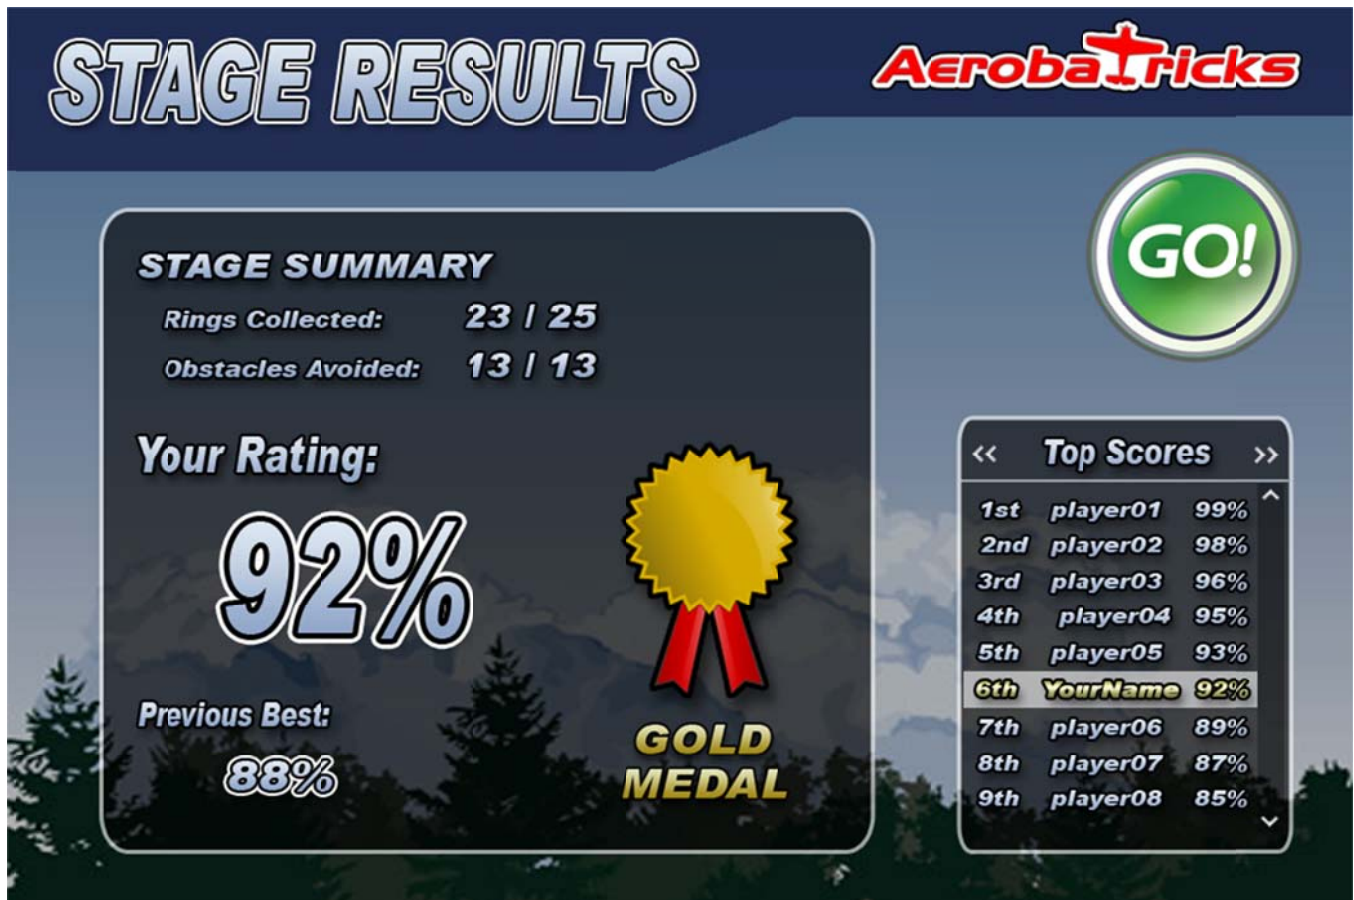 STAGE RESULTS
AerobaTricks
GO!
STAGE SUMMARY
Rings Collected: 23 / 25
Obstacles Avoided: 13 / 13
Your Rating:
92%
Previous Best:
88%
GOLD
MEDAL
<< Top Scores >>
1st player01 99%
2nd player02 98%
3rd player03 96%
4th player04 95%
5th player05 93%
6th YourName 92%
7th player06 89%
8th player07 87%
9th player08 85%